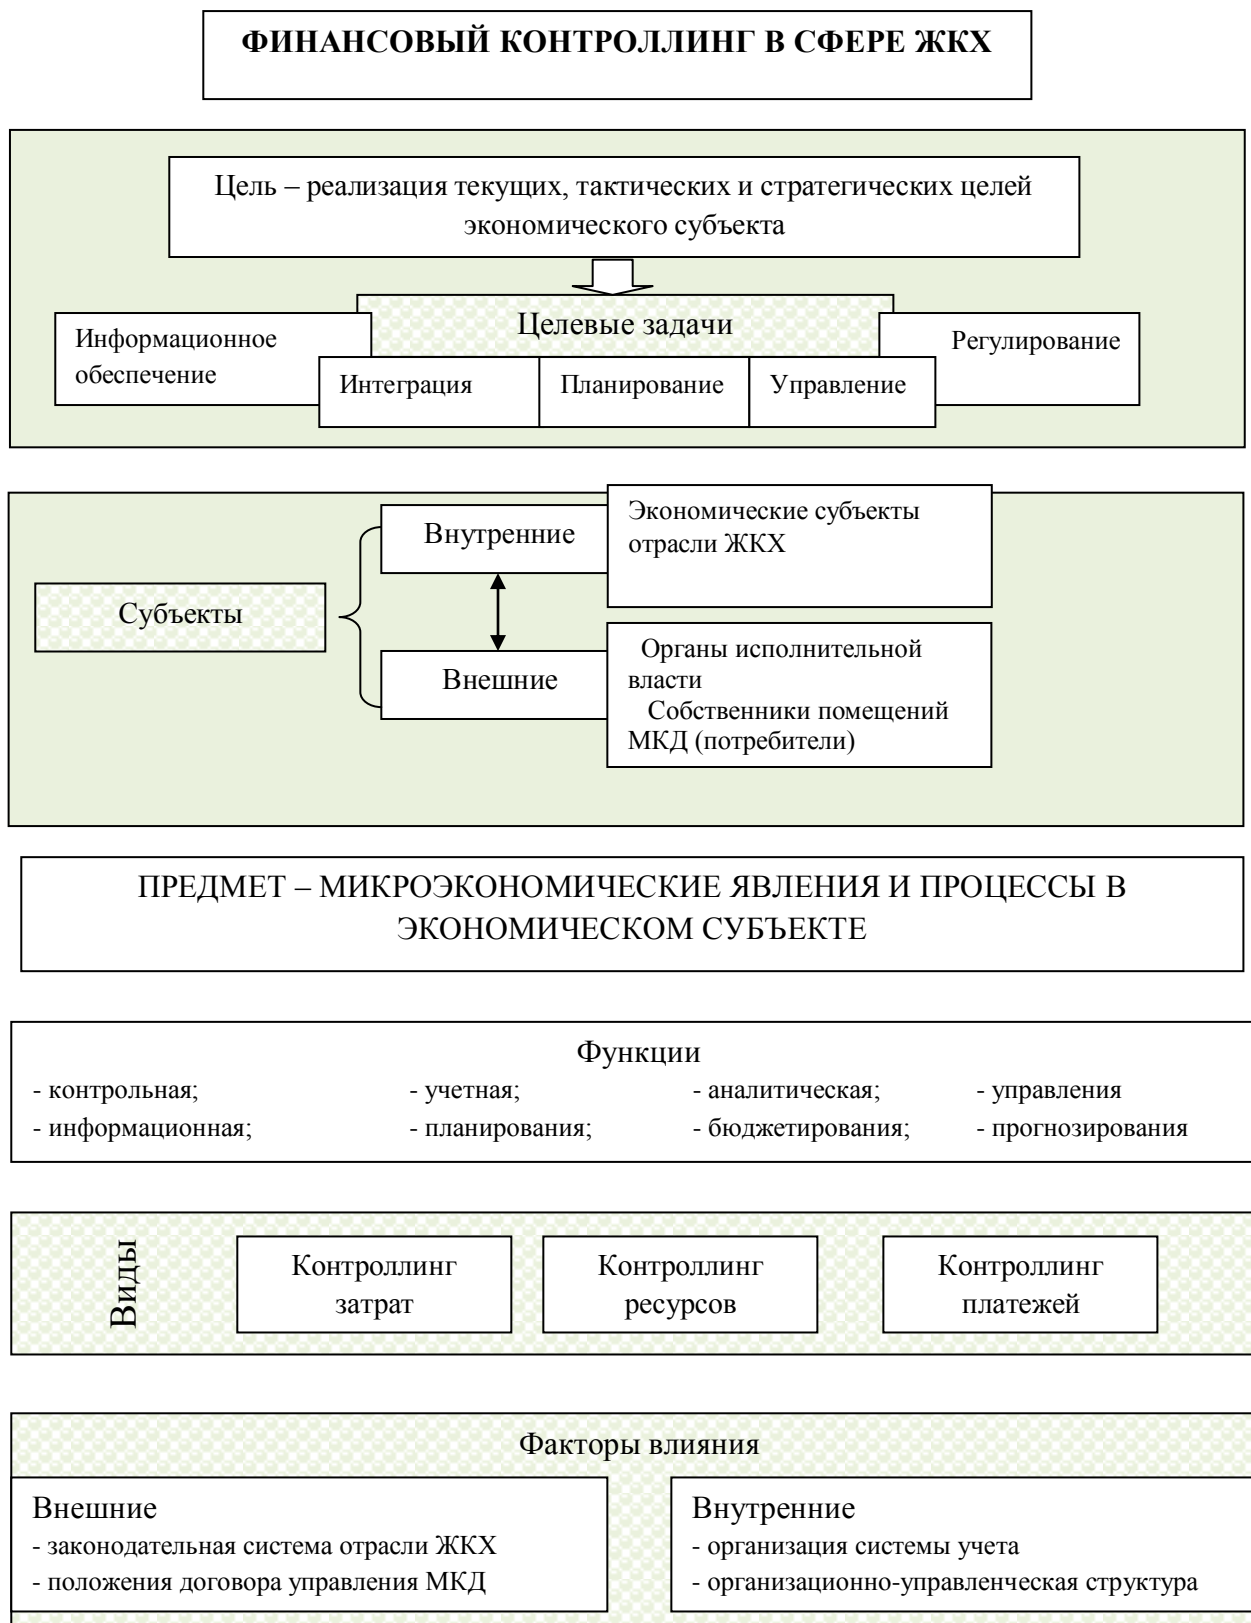 ФИНАНСОВЫЙ КОНТРОЛЛИНГ В СФЕРЕ ЖКХ
Цель – реализация текущих, тактических и стратегических целей
экономического субъекта
Целевые задачи
Информационное
обеспечение
Интеграция
Планирование
Управление
Регулирование
Субъекты
Внутренние
Экономические субъекты
отрасли ЖКХ
Внешние
Органы исполнительной
власти
Собственники помещений
МКД (потребители)
ПРЕДМЕТ – МИКРОЭКОНОМИЧЕСКИЕ ЯВЛЕНИЯ И ПРОЦЕССЫ В
ЭКОНОМИЧЕСКОМ СУБЪЕКТЕ
Функции
- контрольная; - учетная; - аналитическая; - управления
- информационная; - планирования; - бюджетирования; - прогнозирования
Виды
Контроллинг
затрат
Контроллинг
ресурсов
Контроллинг
платежей
Факторы влияния
Внешние
- законодательная система отрасли ЖКХ
- положения договора управления МКД
Внутренние
- организация системы учета
- организационно-управленческая структура